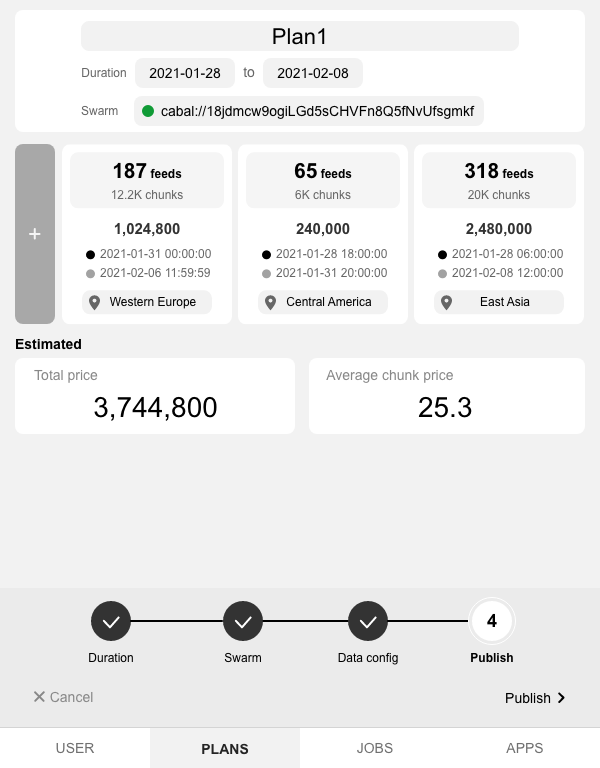 Plan1
Duration 2021-01-28 to 2021-02-08
Swarm cabal://18jdmcw9ogiLGd5sCHVFn8Q5fNvUfsgmkf
+
187 feeds
12.2K chunks
1,024,800
2021-01-31 00:00:00
2021-02-06 11:59:59
Western Europe
65 feeds
6K chunks
240,000
2021-01-28 18:00:00
2021-01-31 20:00:00
Central America
318 feeds
20K chunks
2,480,000
2021-01-28 06:00:00
2021-02-08 12:00:00
East Asia
Estimated
Total price
3,744,800
Average chunk price
25.3
4
Duration Swarm Data config Publish
Cancel Publish
USER PLANS JOBS APPS